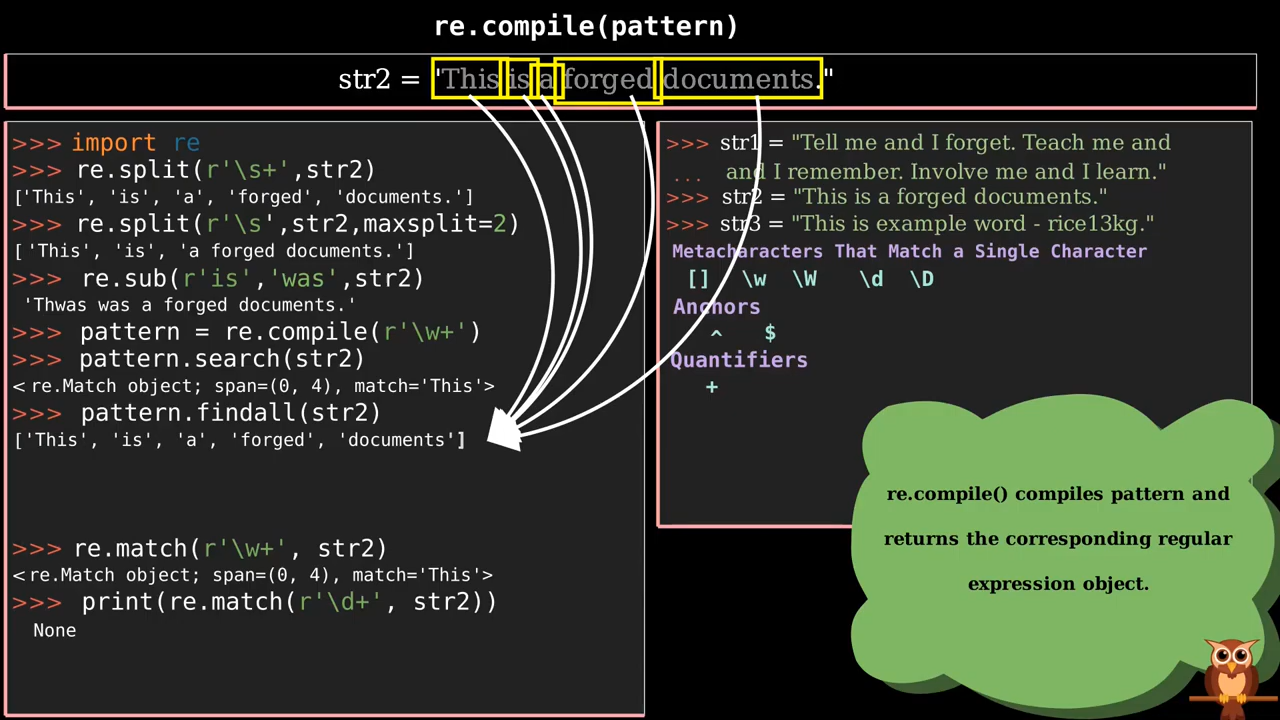 re.compile(pattern)
str2 = "This is a forged documents."
>>> import re
>>> re.split(r'\s+',str2)
['This', 'is', 'a', 'forged', 'documents.']
>>> re.split(r'\s',str2,maxsplit=2)
['This', 'is', 'a forged documents.']
>>> re.sub(r'is','was',str2)
'Thwas was a forged documents.'
>>> pattern = re.compile(r'\w+')
>>> pattern.search(str2)
<re.Match object; span=(0, 4), match='This'>
>>> pattern.findall(str2)
['This', 'is', 'a', 'forged', 'documents']
>>> re.match(r'\w+', str2)
<re.Match object; span=(0, 4), match='This'>
>>> print(re.match(r'\d+', str2))
None
>>> str1 = "Tell me and I forget. Teach me and
... and I remember. Involve me and I learn."
>>> str2 = "This is a forged documents."
>>> str3 = "This is example word - rice13kg."
Metacharacters That Match a Single Character
[] \w \W \d \D
Anchors
^ $
Quantifiers
+
re.compile() compiles pattern and
returns the corresponding regular
expression object.